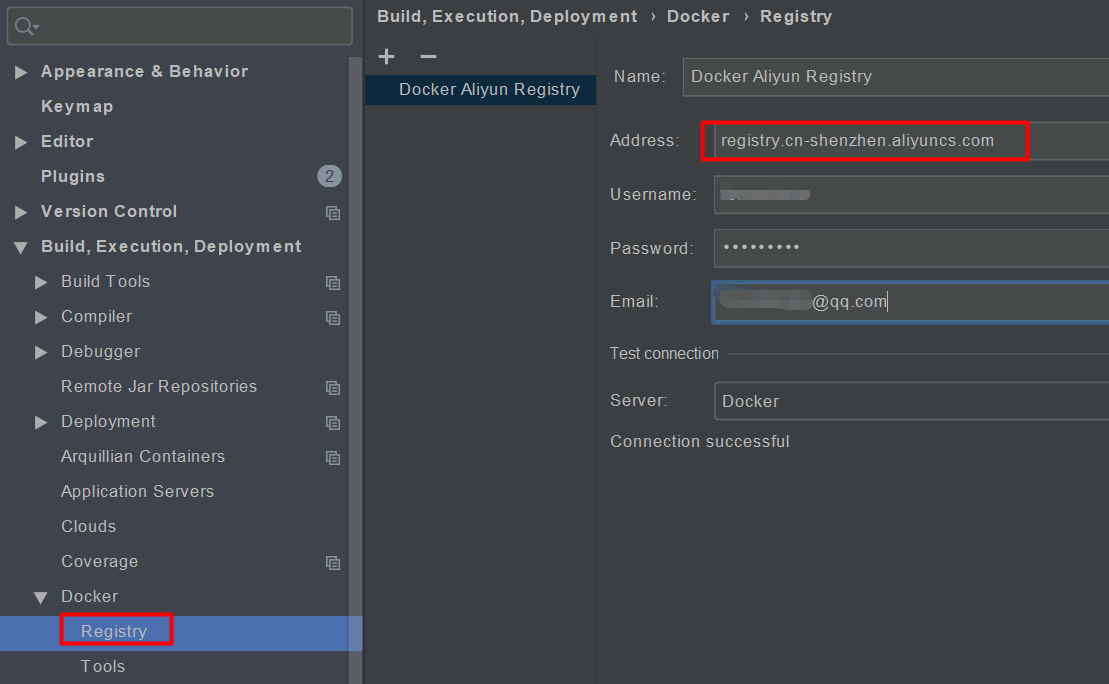 Appearance & Behavior
Keymap
Editor
Plugins 2
Version Control
Build, Execution, Deployment
Build Tools
Compiler
Debugger
Remote Jar Repositories
Deployment
Arquillian Containers
Application Servers
Clouds
Coverage
Docker
Registry
Tools
Build, Execution, Deployment › Docker › Registry
Docker Aliyun Registry
Name: Docker Aliyun Registry
Address: registry.cn-shenzhen.aliyuncs.com
Username:
Password: •••••••••
Email: @qq.com
Test connection
Server: Docker
Connection successful